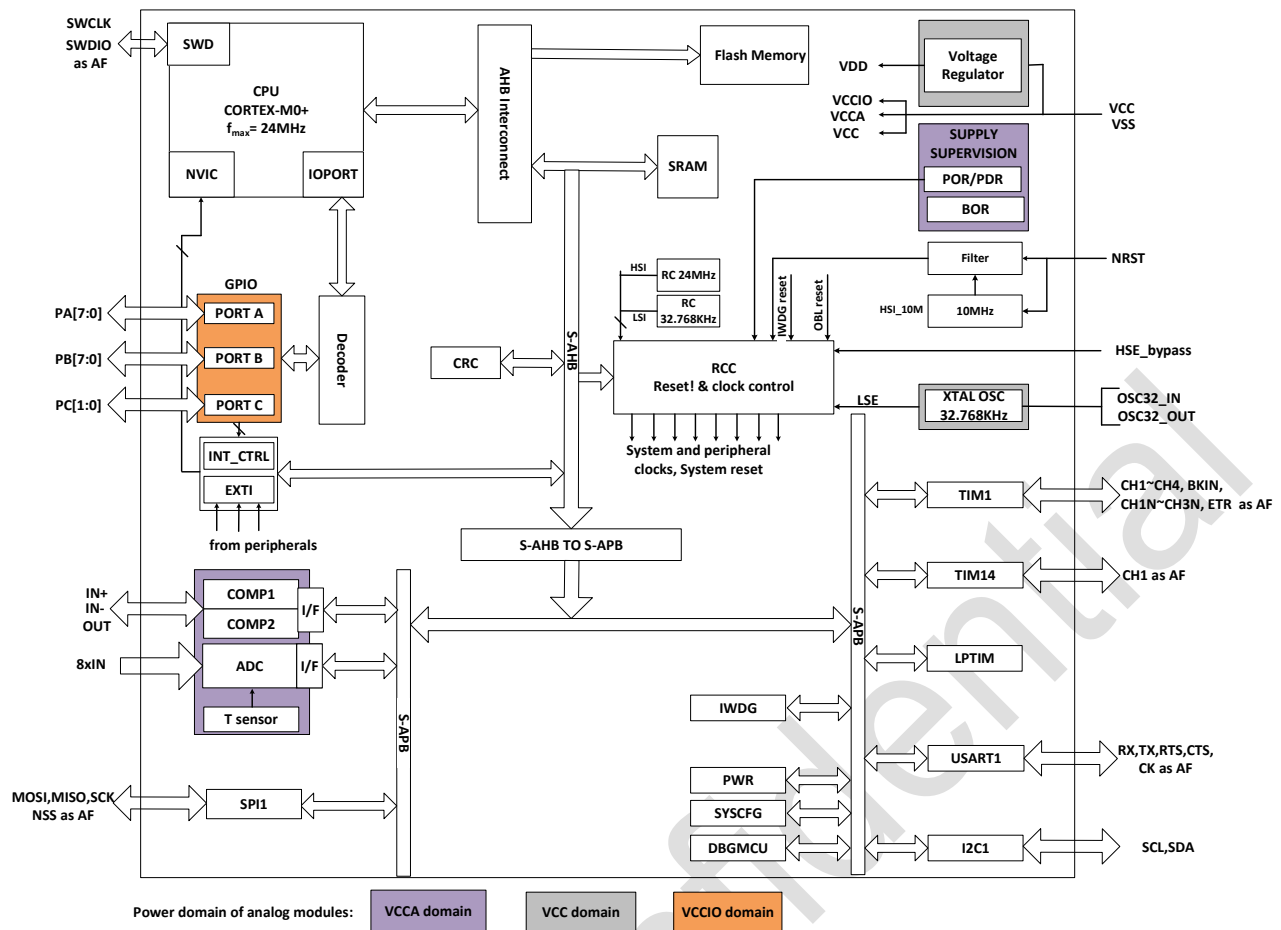 SWCLK
SWDIO
as AF
SWD
CPU
CORTEX-M0+
fmax= 24MHz
NVIC
IOPORT
AHB Interconnect
Flash Memory
SRAM
Voltage
Regulator
VDD
VCCIO
VCCA
VCC
VCC
VSS
SUPPLY
SUPERVISION
POR/PDR
BOR
Filter
NRST
HSI_10M
10MHz
HSI
RC 24MHz
LSI
RC
32.768KHz
IWDG reset
OBL reset
GPIO
PA[7:0]
PORT A
PB[7:0]
PORT B
PC[1:0]
PORT C
Decoder
S-AHB
CRC
RCC
Reset! & clock control
HSE_bypass
LSE
XTAL OSC
32.768KHz
OSC32_IN
OSC32_OUT
System and peripheral
clocks, System reset
INT_CTRL
EXTI
from peripherals
S-AHB TO S-APB
TIM1
CH1~CH4, BKIN,
CH1N~CH3N, ETR as AF
TIM14
CH1 as AF
IN+
IN-
OUT
COMP1
COMP2
I/F
8xIN
ADC
I/F
T sensor
S-APB
S-APB
LPTIM
IWDG
USART1
RX,TX,RTS,CTS,
CK as AF
PWR
SYSCFG
DBGMCU
I2C1
SCL,SDA
MOSI,MISO,SCK
NSS as AF
SPI1
Power domain of analog modules:
VCCA domain
VCC domain
VCCIO domain
nfidential